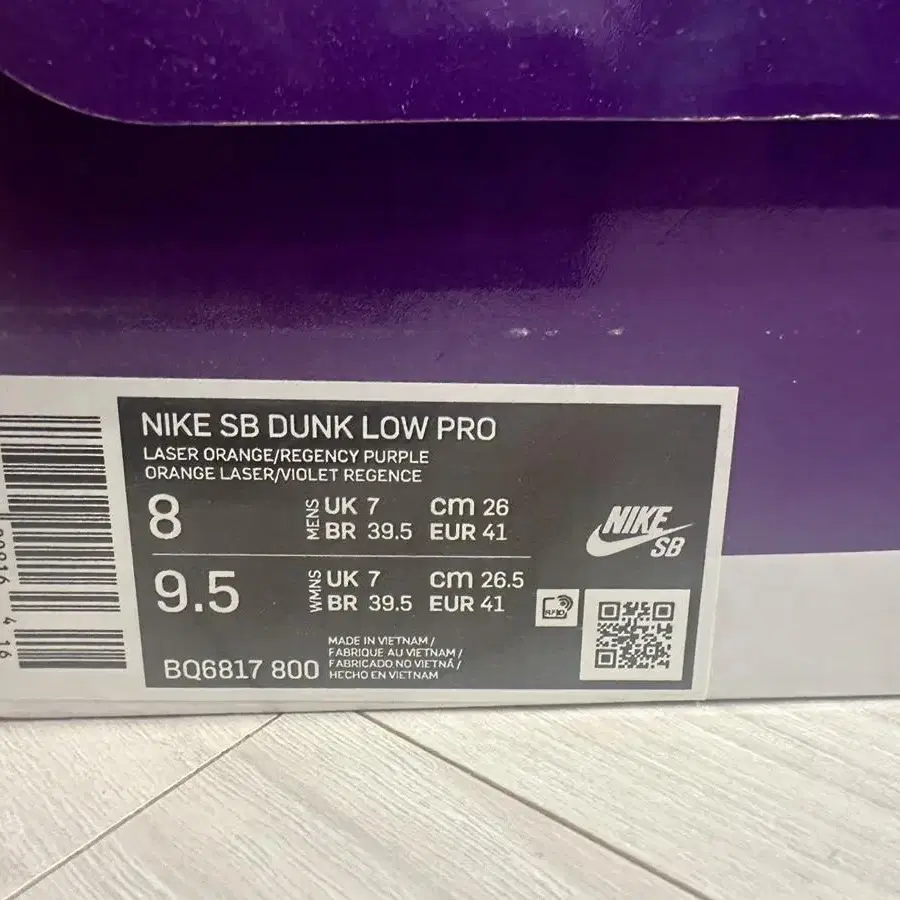 NIKE SB DUNK LOW PRO
LASER ORANGE/REGENCY PURPLE
ORANGE LASER/VIOLET REGENCE
8 MENS UK 7 cm 26
BR 39.5 EUR 41
9.5 WMNS UK 7 cm 26.5
BR 39.5 EUR 41
NIKE
SB
RFID
MADE IN VIETNAM /
FABRIQUE AU VIETNAM /
FABRICADO NO VIETNÃ /
HECHO EN VIETNAM
BQ6817 800